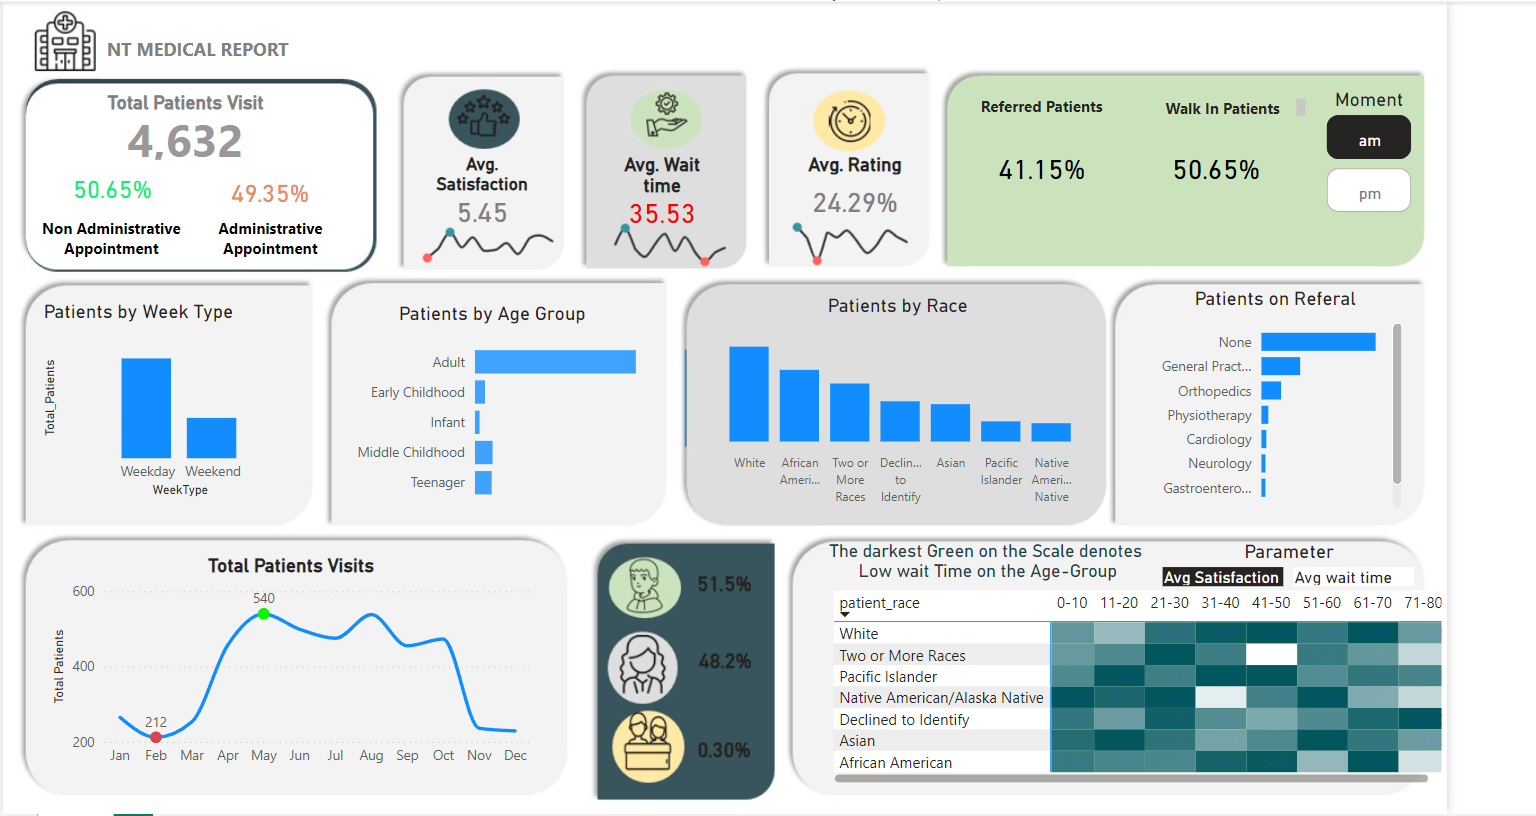 NT MEDICAL REPORT
Total Patients Visit
4,632
50.65%
49.35%
Non Administrative
Appointment
Administrative
Appointment
Avg.
Satisfaction
5.45
Avg. Wait
time
35.53
Avg. Rating
24.29%
Referred Patients
Walk In Patients
41.15%
50.65%
Moment
am
pm
Patients by Week Type
Total_Patients
Weekday
Weekend
WeekType
Patients by Age Group
Adult
Early Childhood
Infant
Middle Childhood
Teenager
Patients by Race
White
African
Ameri...
Two or
More
Races
Declin...
to
Identify
Asian
Pacific
Islander
Native
Ameri...
Native
Patients on Referal
None
General Pract...
Orthopedics
Physiotherapy
Cardiology
Neurology
Gastroentero...
Total Patients Visits
Total Patients
600
400
200
540
212
Jan Feb Mar Apr May Jun Jul Aug Sep Oct Nov Dec
51.5%
48.2%
0.30%
The darkest Green on the Scale denotes
Low wait Time on the Age-Group
Parameter
Avg Satisfaction
Avg wait time
patient_race 0-10 11-20 21-30 31-40 41-50 51-60 61-70 71-80
White
Two or More Races
Pacific Islander
Native American/Alaska Native
Declined to Identify
Asian
African American